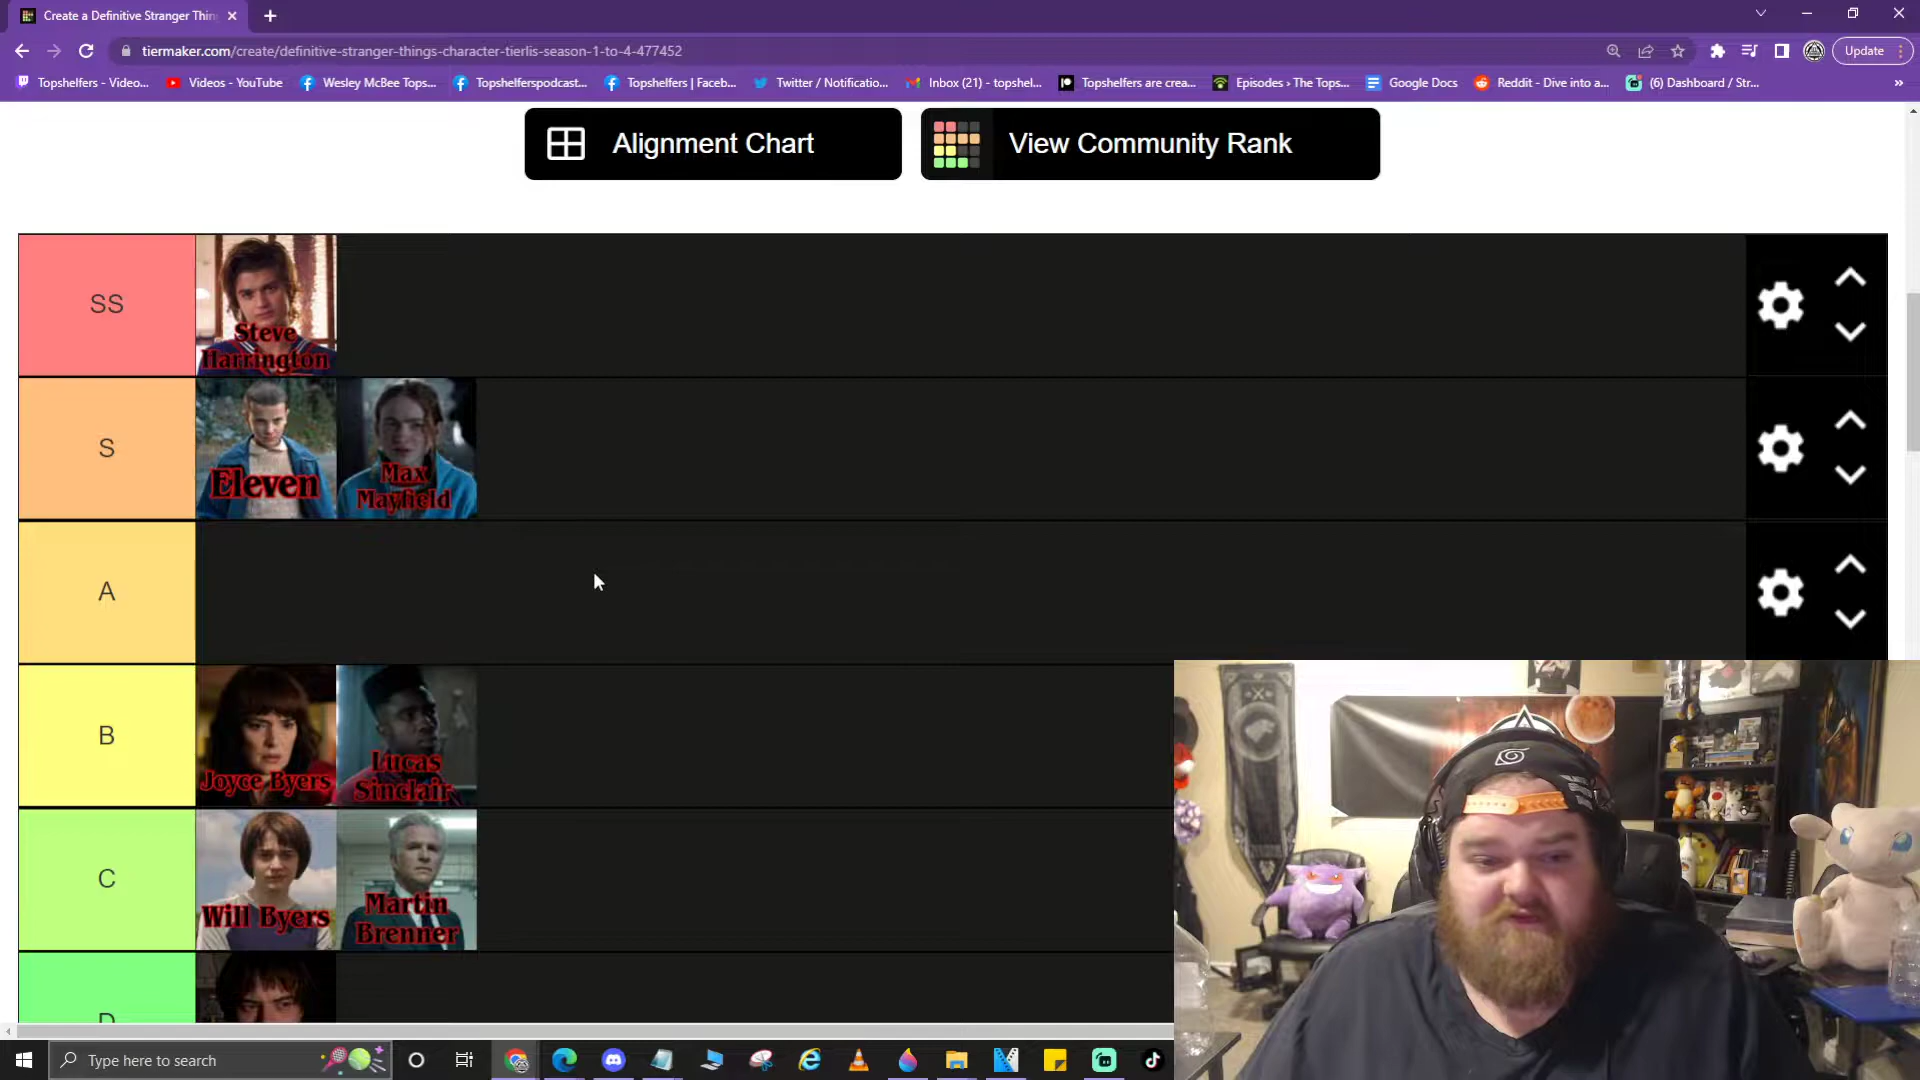 Create a Definitive Stranger Thin
tiermaker.com/create/definitive-stranger-things-character-tierlis-season-1-to-4-477452
Update
Topshelfers - Video...
Videos - YouTube
Wesley McBee Tops...
Topshelferspodcast...
Topshelfers | Faceb...
Twitter / Notificatio...
Inbox (21) - topshel...
Topshelfers are crea...
Episodes › The Tops...
Google Docs
Reddit - Dive into a...
(6) Dashboard / Str...
»
Alignment Chart
View Community Rank
SS
Steve
Harrington
S
Eleven
Max
Mayfield
A
B
Joyce Byers
Lucas
Sinclair
C
Will Byers
Martin
Brenner
D
Type here to search